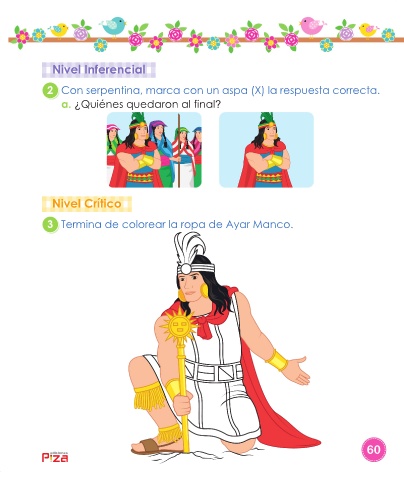 Nivel Inferencial
2 Con serpentina, marca con un aspa (X) la respuesta correcta.
a. ¿Quiénes quedaron al final?
Nivel Crítico
3 Termina de colorear la ropa de Ayar Manco.
PIZA
60